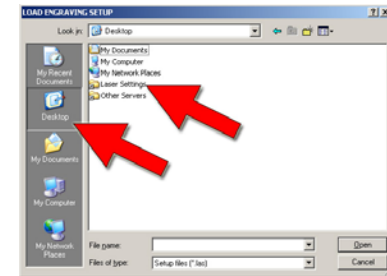 LOAD ENGRAVING SETUP
Look in: Desktop
My Recent
Documents
Desktop
My Documents
My Computer
My Network
Places
My Documents
My Computer
My Network Places
Laser Settings
Other Servers
File name:
Open
Files of type: Setup files (*.las)
Cancel